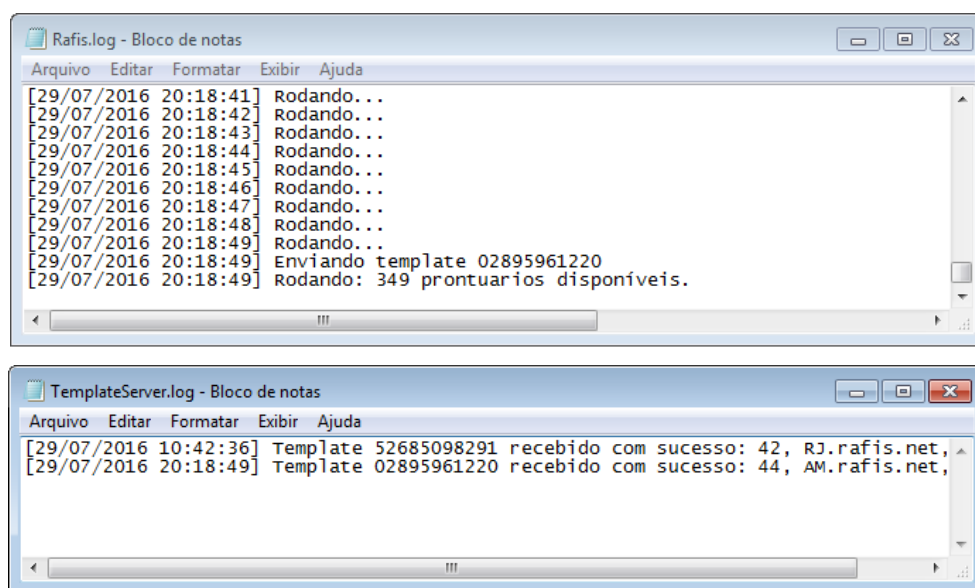 Rafis.log - Bloco de notas
Arquivo Editar Formatar Exibir Ajuda
[29/07/2016 20:18:41] Rodando...
[29/07/2016 20:18:42] Rodando...
[29/07/2016 20:18:43] Rodando...
[29/07/2016 20:18:44] Rodando...
[29/07/2016 20:18:45] Rodando...
[29/07/2016 20:18:46] Rodando...
[29/07/2016 20:18:47] Rodando...
[29/07/2016 20:18:48] Rodando...
[29/07/2016 20:18:49] Rodando...
[29/07/2016 20:18:49] Enviando template 02895961220
[29/07/2016 20:18:49] Rodando: 349 prontuarios disponíveis.
TemplateServer.log - Bloco de notas
Arquivo Editar Formatar Exibir Ajuda
[29/07/2016 10:42:36] Template 52685098291 recebido com sucesso: 42, RJ.rafis.net,
[29/07/2016 20:18:49] Template 02895961220 recebido com sucesso: 44, AM.rafis.net,